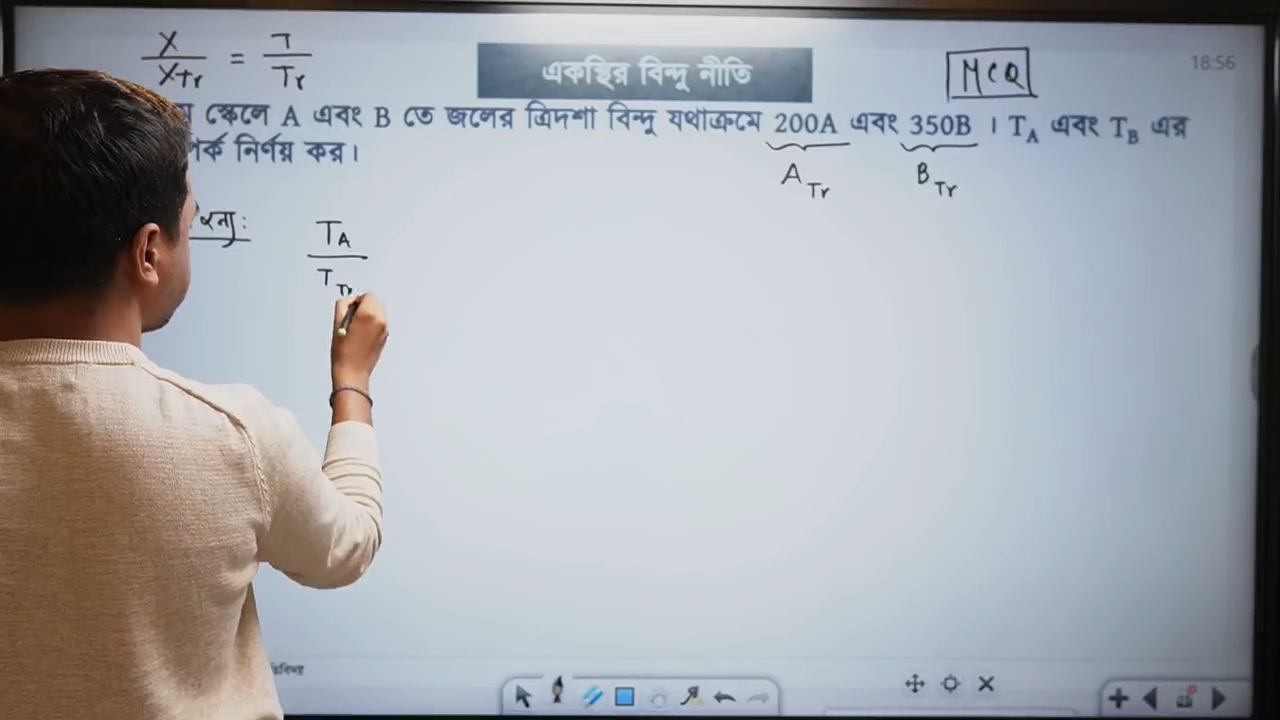 X/X_Tr = T/T_r
একস্থির বিন্দু নীতি
MCQ
18:56
স্কেলে A এবং B তে জলের ত্রিদশা বিন্দু যথাক্রমে 200A এবং 350B । T_A এবং T_B এর
নির্ণয় কর।
A_Tr
B_Tr
T_A/T_Tr